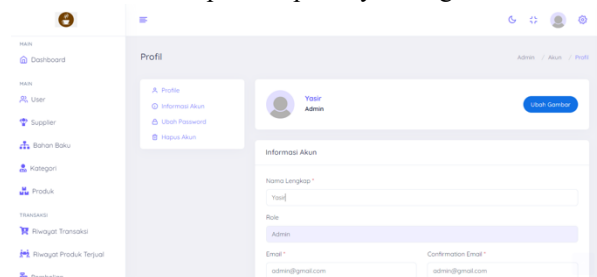 MAIN
Dashboard
MAIN
User
Supplier
Bahan Baku
Kategori
Produk
TRANSAKSI
Riwayat Transaksi
Riwayat Produk Terjual
Profil
Admin / Akun / Profil
Profile
Informasi Akun
Ubah Password
Hapus Akun
Yasir
Admin
Ubah Gambar
Informasi Akun
Nama Lengkap *
Yasir
Role
Admin
Email * Confirmation Email *
admin@gmail.com admin@gmail.com